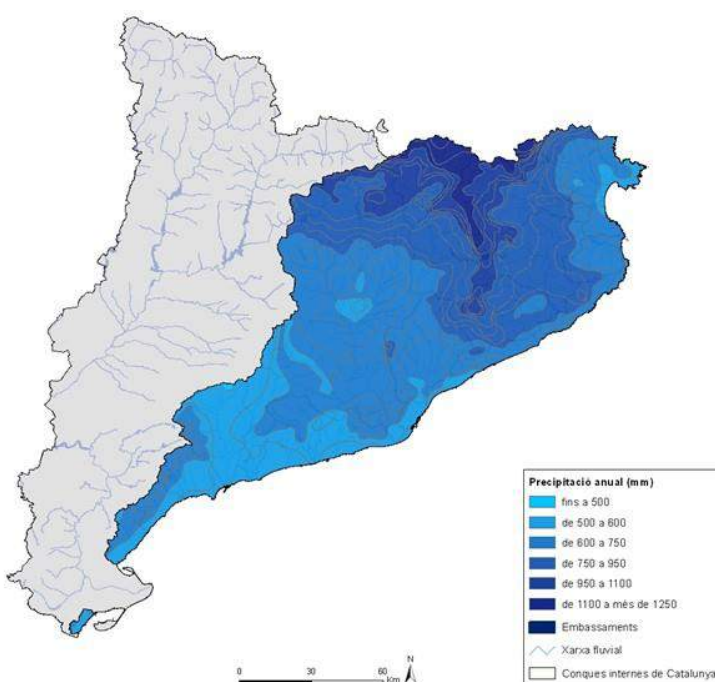 Precipitació anual (mm)
fins a 500
de 500 a 600
de 600 a 750
de 750 a 950
de 950 a 1100
de 1100 a mès de 1250
Embassaments
Xarxa fluvial
Conques internes de Catalunya
0 30 60
Km
N